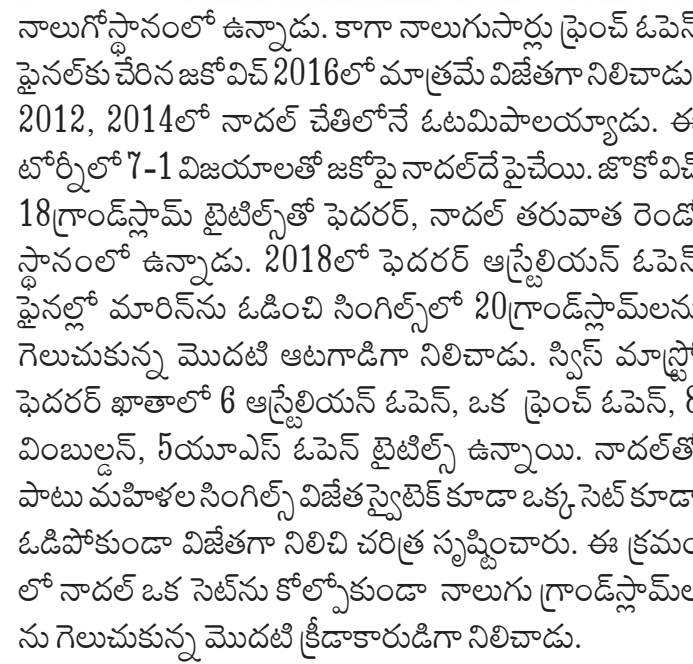 నాలుగోస్థానంలో ఉన్నాడు. కాగా నాలుగుసార్లు ఫ్రెంచ్ ఓపెన్
ఫైనల్‌కు చేరిన జకోవిచ్ 2016లో మాత్రమే విజేతగా నిలిచాడు
2012, 2014లో నాదల్ చేతిలోనే ఓటమిపాలయ్యాడు. ఈ
టోర్నీలో 7-1 విజయాలతో జకోపై నాదల్‌దే పైచేయి. జొకోవిచ్
18గ్రాండ్‌స్లామ్ టైటిల్స్‌తో ఫెదరర్, నాదల్ తరువాత రెండో
స్థానంలో ఉన్నాడు. 2018లో ఫెదరర్ ఆస్ట్రేలియన్ ఓపెన్
ఫైనల్లో మారిన్‌ను ఓడించి సింగిల్స్‌లో 20గ్రాండ్‌స్లామ్‌లను
గెలుచుకున్న మొదటి ఆటగాడిగా నిలిచాడు. స్విస్ మాస్ట్రో
ఫెదరర్ ఖాతాలో 6 ఆస్ట్రేలియన్ ఓపెన్, ఒక ఫ్రెంచ్ ఓపెన్, 8
వింబుల్డన్, 5యూఎస్ ఓపెన్ టైటిల్స్ ఉన్నాయి. నాదల్‌తో
పాటు మహిళల సింగిల్స్ విజేత స్వైటెక్ కూడా ఒక్క సెట్ కూడా
ఓడిపోకుండా విజేతగా నిలిచి చరిత్ర సృష్టించారు. ఈ క్రమం
లో నాదల్ ఒక సెట్‌ను కోల్పోకుండా నాలుగు గ్రాండ్‌స్లామ్‌ల
ను గెలుచుకున్న మొదటి క్రీడాకారుడిగా నిలిచాడు.